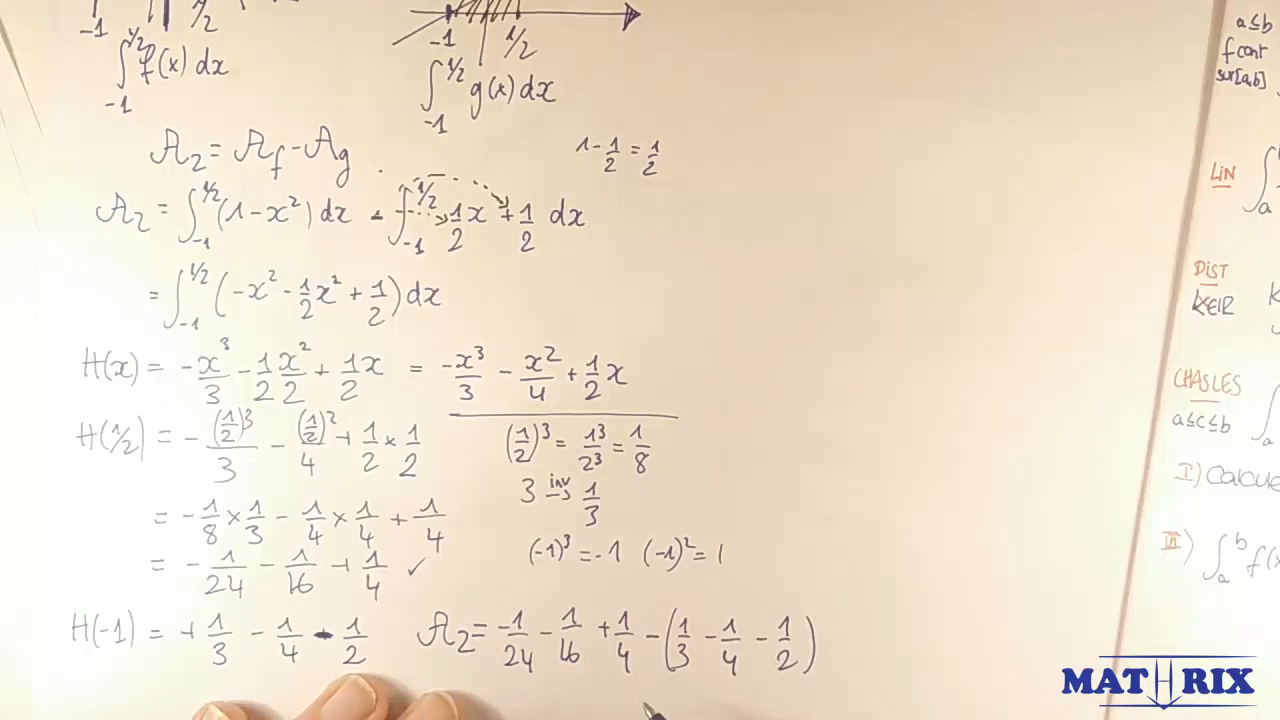 -1 1/2 -1 1/2
∫_{-1}^{1/2} f(x) dx ∫_{-1}^{1/2} g(x) dx
A₂ = A_f - A_g 1 - 1/2 = 1/2
A₂ = ∫_{-1}^{1/2} (1 - x²) dx - ∫_{-1}^{1/2} 1/2 x + 1/2 dx
= ∫_{-1}^{1/2} (-x² - 1/2 x² + 1/2) dx
H(x) = -x³/3 - 1/2 x²/2 + 1/2 x = -x³/3 - x²/4 + 1/2 x
H(1/2) = - (1/2)³/3 - (1/2)²/4 + 1/2 × 1/2
(1/2)³ = 1³/2³ = 1/8
3 inv→ 1/3
= - 1/8 × 1/3 - 1/4 × 1/4 + 1/4
(-1)³ = -1 (-1)² = 1
= - 1/24 - 1/16 + 1/4 ✓
H(-1) = + 1/3 - 1/4 - 1/2 A₂ = -1/24 - 1/16 + 1/4 - (1/3 - 1/4 - 1/2)
a≤b
f cont
sur[a,b]
LIN ∫_a^b
DIST
k∈ℝ
CHASLES
a≤c≤b ∫_a
I) Calcule
II) ∫_a^b f(x
MATHRIX